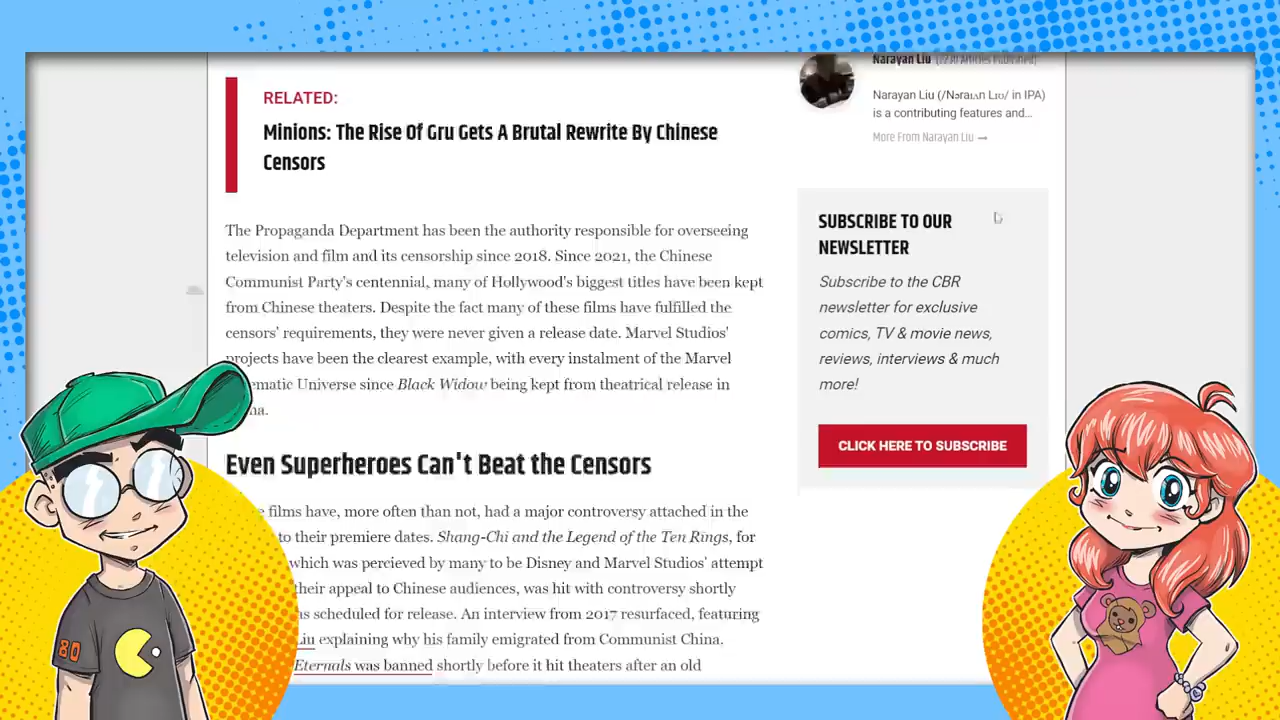 RELATED:
Minions: The Rise Of Gru Gets A Brutal Rewrite By Chinese
Censors
The Propaganda Department has been the authority responsible for overseeing
television and film and its censorship since 2018. Since 2021, the Chinese
Communist Party's centennial, many of Hollywood's biggest titles have been kept
from Chinese theaters. Despite the fact many of these films have fulfilled the
censors' requirements, they were never given a release date. Marvel Studios'
projects have been the clearest example, with every instalment of the Marvel
ematic Universe since Black Widow being kept from theatrical release in
na.
Even Superheroes Can't Beat the Censors
e films have, more often than not, had a major controversy attached in the
to their premiere dates. Shang-Chi and the Legend of the Ten Rings, for
which was percieved by many to be Disney and Marvel Studios' attempt
their appeal to Chinese audiences, was hit with controversy shortly
as scheduled for release. An interview from 2017 resurfaced, featuring
Liu explaining why his family emigrated from Communist China.
Eternals was banned shortly before it hit theaters after an old
Narayan Liu
Articles Published)
Narayan Liu
in IPA)
is a contributing features and...
More From Narayan Liu →
SUBSCRIBE TO OUR
NEWSLETTER
Subscribe to the CBR
newsletter for exclusive
comics, TV & movie news,
reviews, interviews & much
more!
CLICK HERE TO SUBSCRIBE
80